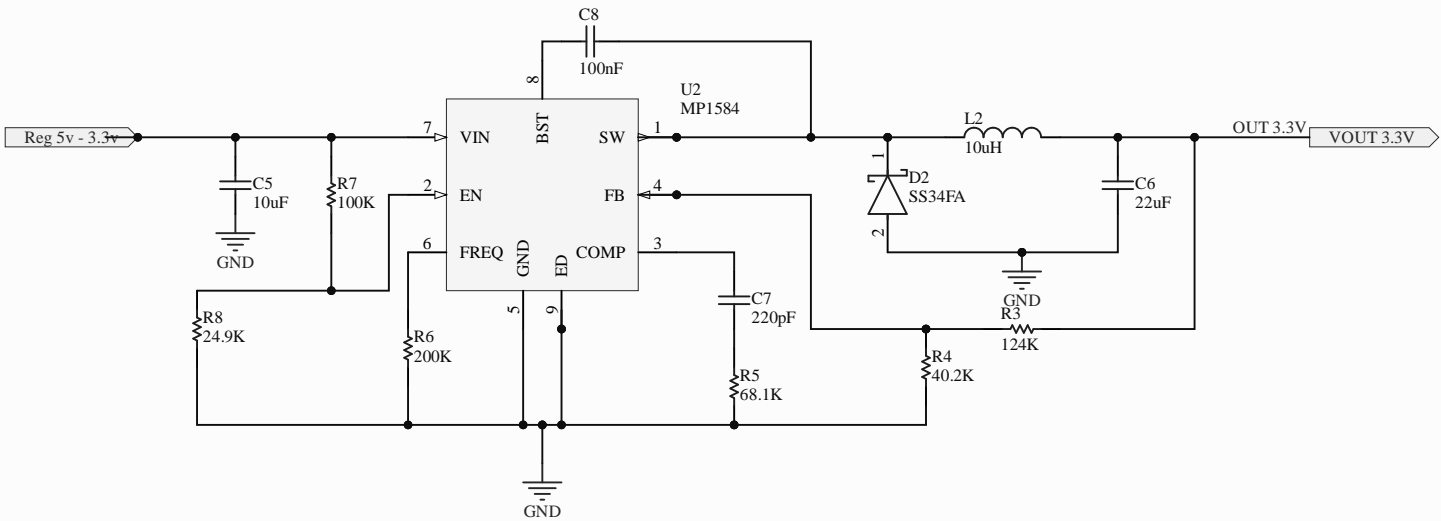 C8
100nF
8
U2
MP1584
Reg 5v - 3.3v
7
VIN
BST
SW
1
L2
10uH
OUT 3.3V
VOUT 3.3V
C5
10uF
R7
100K
2
EN
FB
4
1
D2
SS34FA
2
C6
22uF
GND
6
FREQ
GND
ED
COMP
3
GND
R8
24.9K
5
9
C7
220pF
R3
124K
R6
200K
R4
40.2K
R5
68.1K
GND